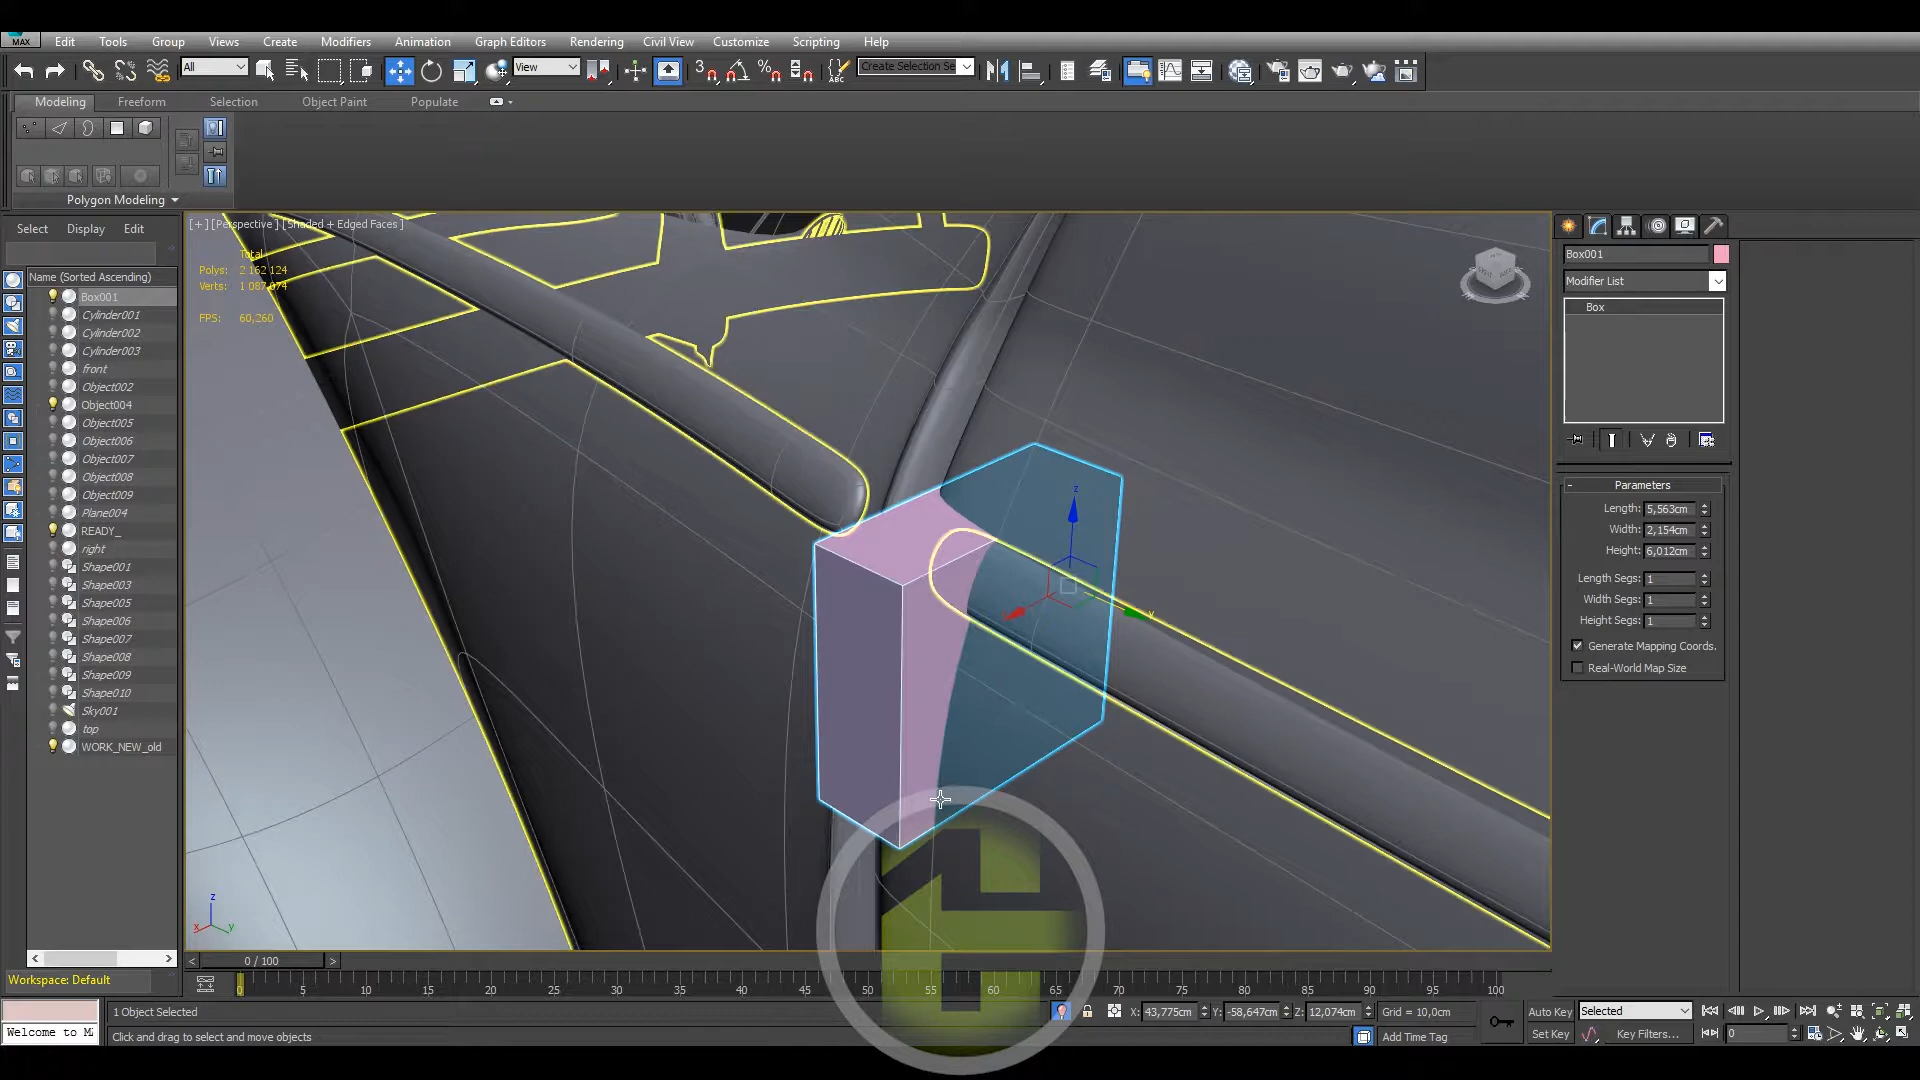 MAX
Edit Tools Group Views Create Modifiers Animation Graph Editors Rendering Civil View Customize Scripting Help
All
View
3
%
ABC
Create Selection Se
Modeling Freeform Selection Object Paint Populate
Polygon Modeling
Select Display Edit
Name (Sorted Ascending)
Box001
Cylinder001
Cylinder002
Cylinder003
front
Object002
Object004
Object005
Object006
Object007
Object008
Object009
Plane004
READY_
right
Shape001
Shape003
Shape005
Shape006
Shape007
Shape008
Shape009
Shape010
Sky001
top
WORK_NEW_old
Workspace: Default
[+] [Perspective] [Shaded + Edged Faces]
Total
Polys: 2 162 124
Verts: 1 087 074
FPS: 60,260
z
y
z
x y
Box001
Modifier List
Box
- Parameters
Length: 5,563cm
Width: 2,154cm
Height: 6,012cm
Length Segs: 1
Width Segs: 1
Height Segs: 1
Generate Mapping Coords.
Real-World Map Size
< 0 / 100 >
0 5 10 15 20 25 30 35 40 45 50 55 60 65 70 75 80 85 90 95 100
1 Object Selected
X: 43,775cm Y: -58,647cm Z: 12,074cm Grid = 10,0cm
Auto Key Selected
Welcome to M
Click and drag to select and move objects
Add Time Tag
Set Key Key Filters...
0